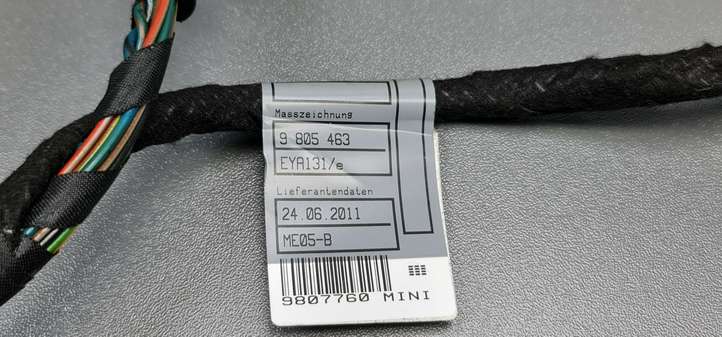 Masszeichnung
9 805 463
EYA131/e
Lieferantendaten
24.06.2011
ME05-B
9807760 MINI